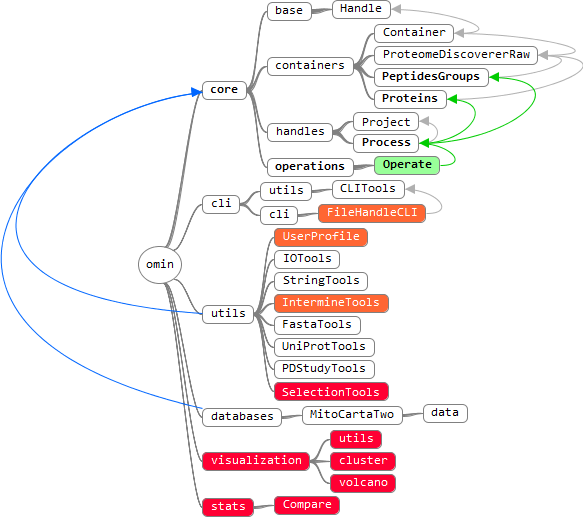 omin
core
base
Handle
containers
Container
ProteomeDiscovererRaw
PeptidesGroups
Proteins
handles
Project
Process
operations
Operate
cli
utils
CLITools
cli
FileHandleCLI
utils
UserProfile
IOTools
StringTools
IntermineTools
FastaTools
UniProtTools
PDStudyTools
SelectionTools
databases
MitoCartaTwo
data
visualization
utils
cluster
volcano
stats
Compare